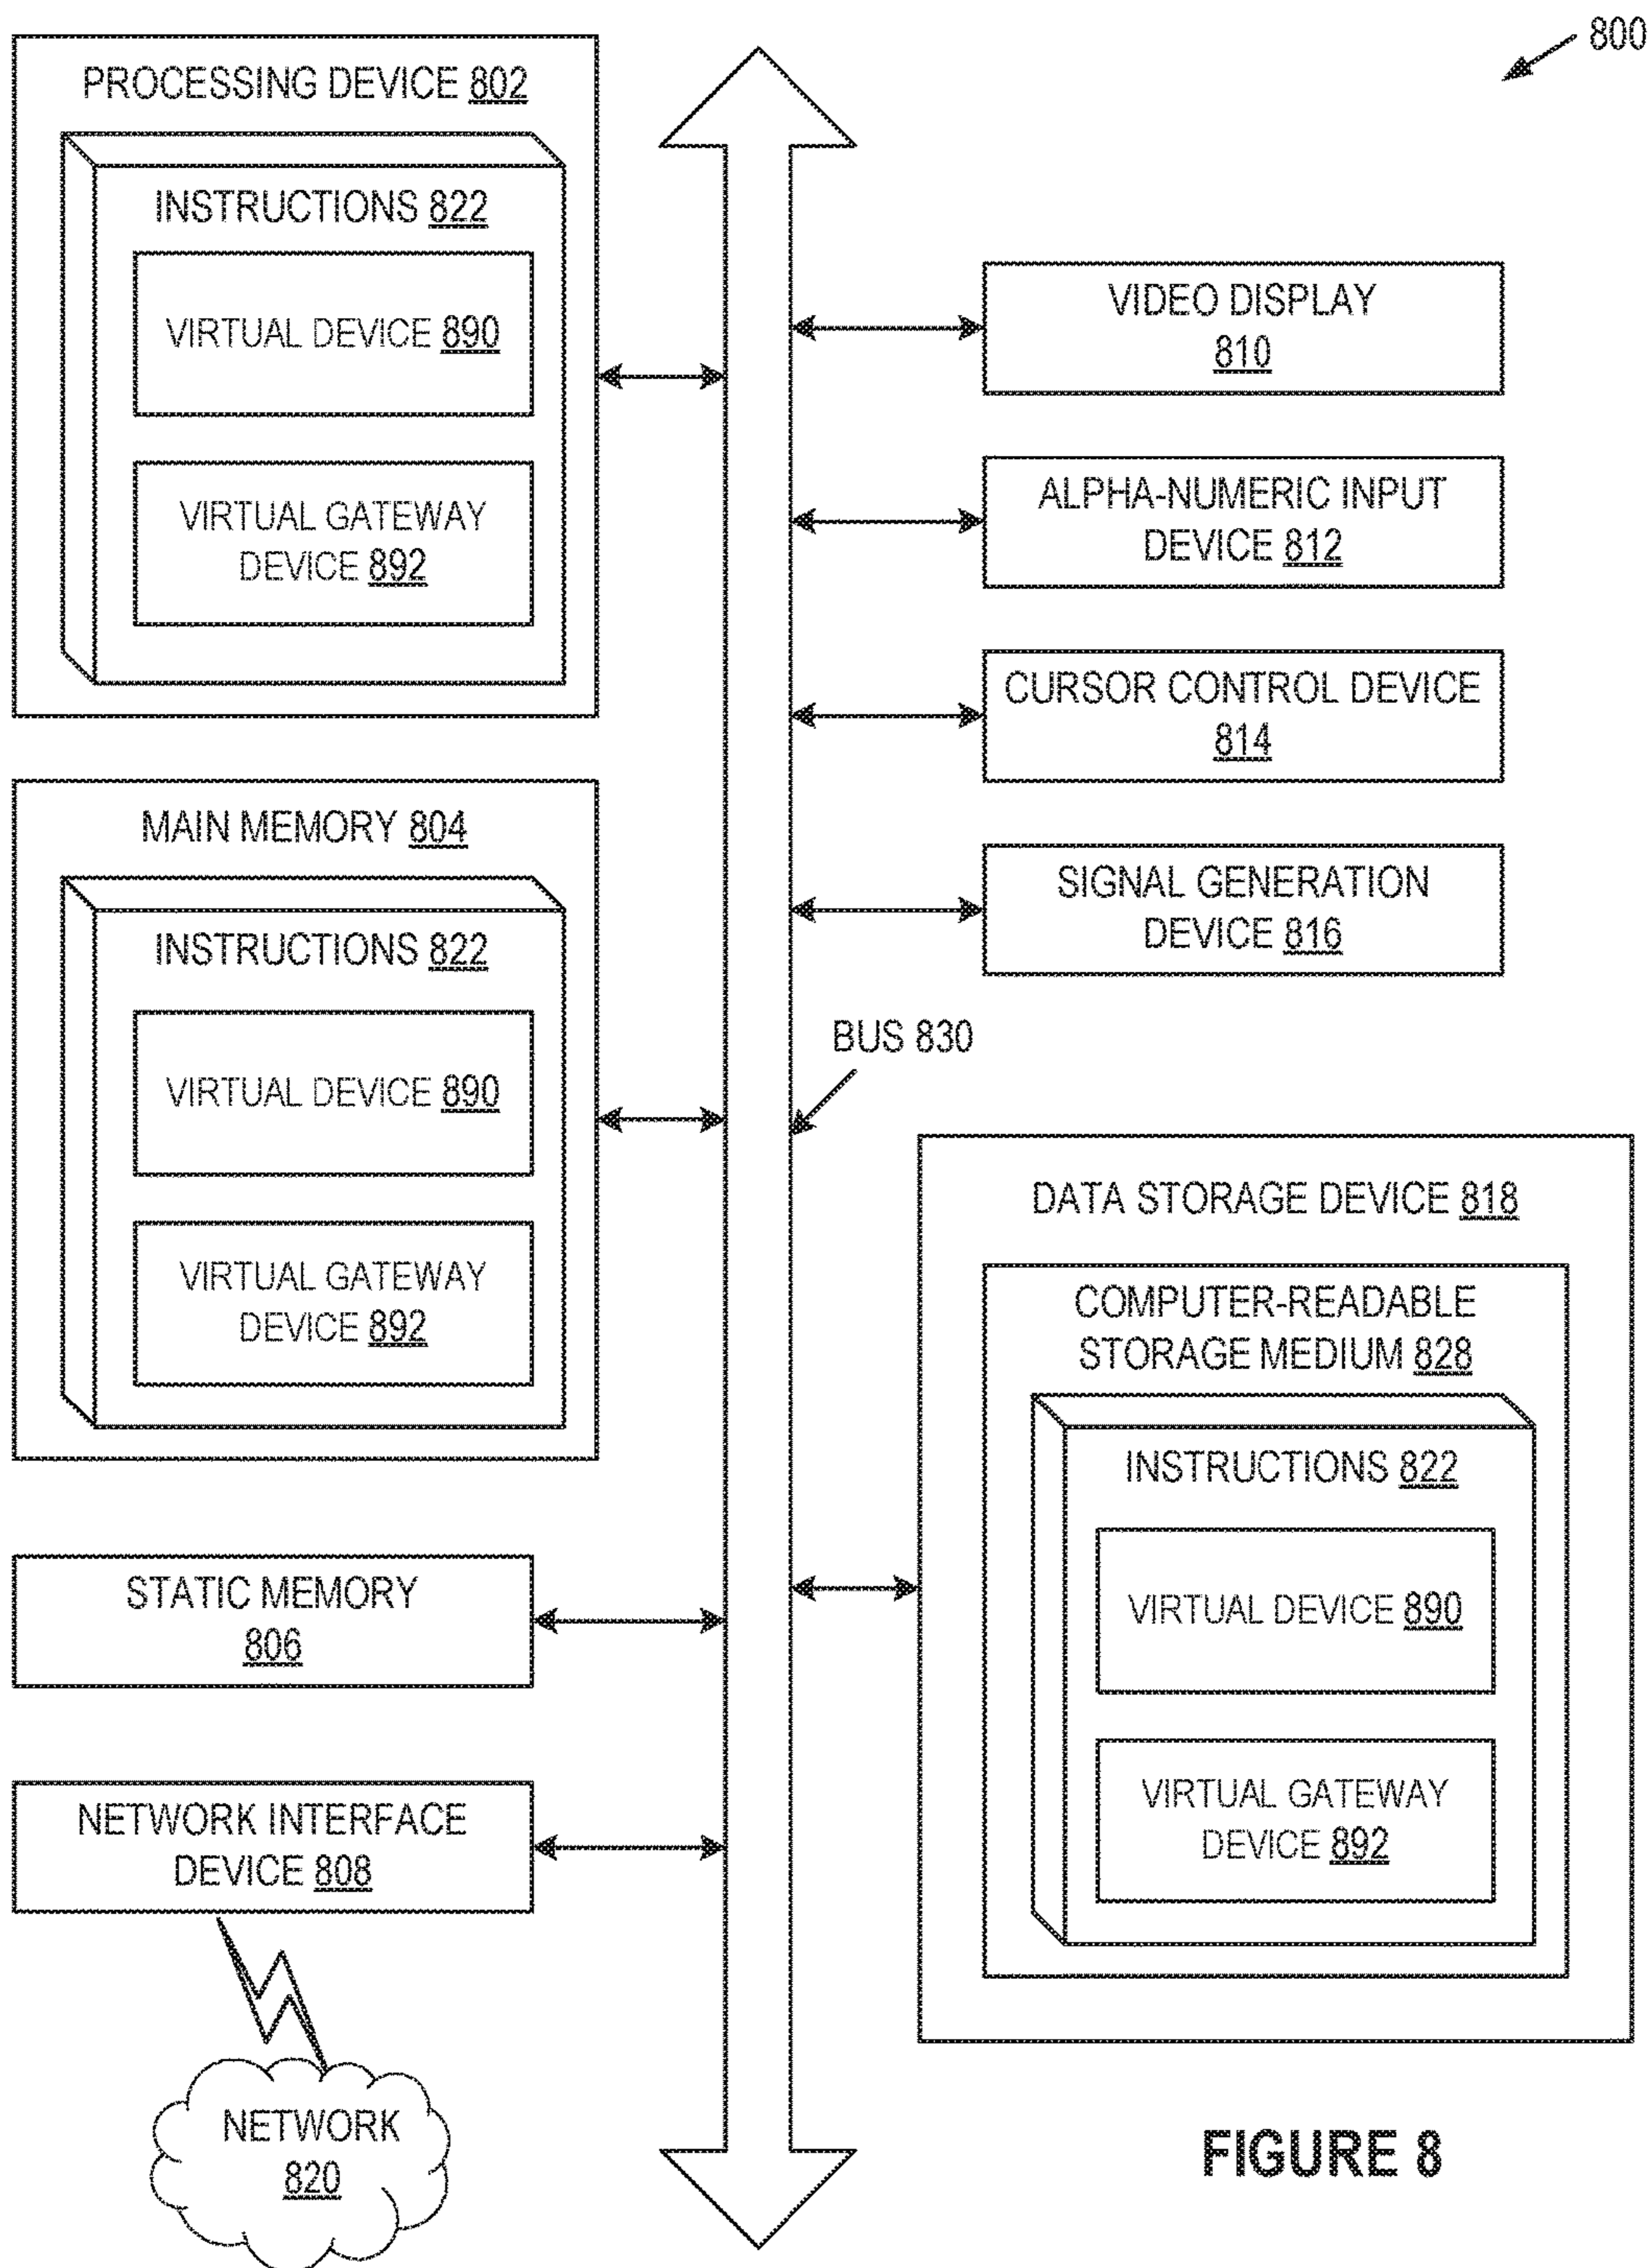 800
PROCESSING DEVICE 802
INSTRUCTIONS 822
VIRTUAL DEVICE 890
VIRTUAL GATEWAY
DEVICE 892
MAIN MEMORY 804
INSTRUCTIONS 822
VIRTUAL DEVICE 890
VIRTUAL GATEWAY
DEVICE 892
STATIC MEMORY
806
NETWORK INTERFACE
DEVICE 808
NETWORK
820
BUS 830
VIDEO DISPLAY
810
ALPHA-NUMERIC INPUT
DEVICE 812
CURSOR CONTROL DEVICE
814
SIGNAL GENERATION
DEVICE 816
DATA STORAGE DEVICE 818
COMPUTER-READABLE
STORAGE MEDIUM 828
INSTRUCTIONS 822
VIRTUAL DEVICE 890
VIRTUAL GATEWAY
DEVICE 892
FIGURE 8